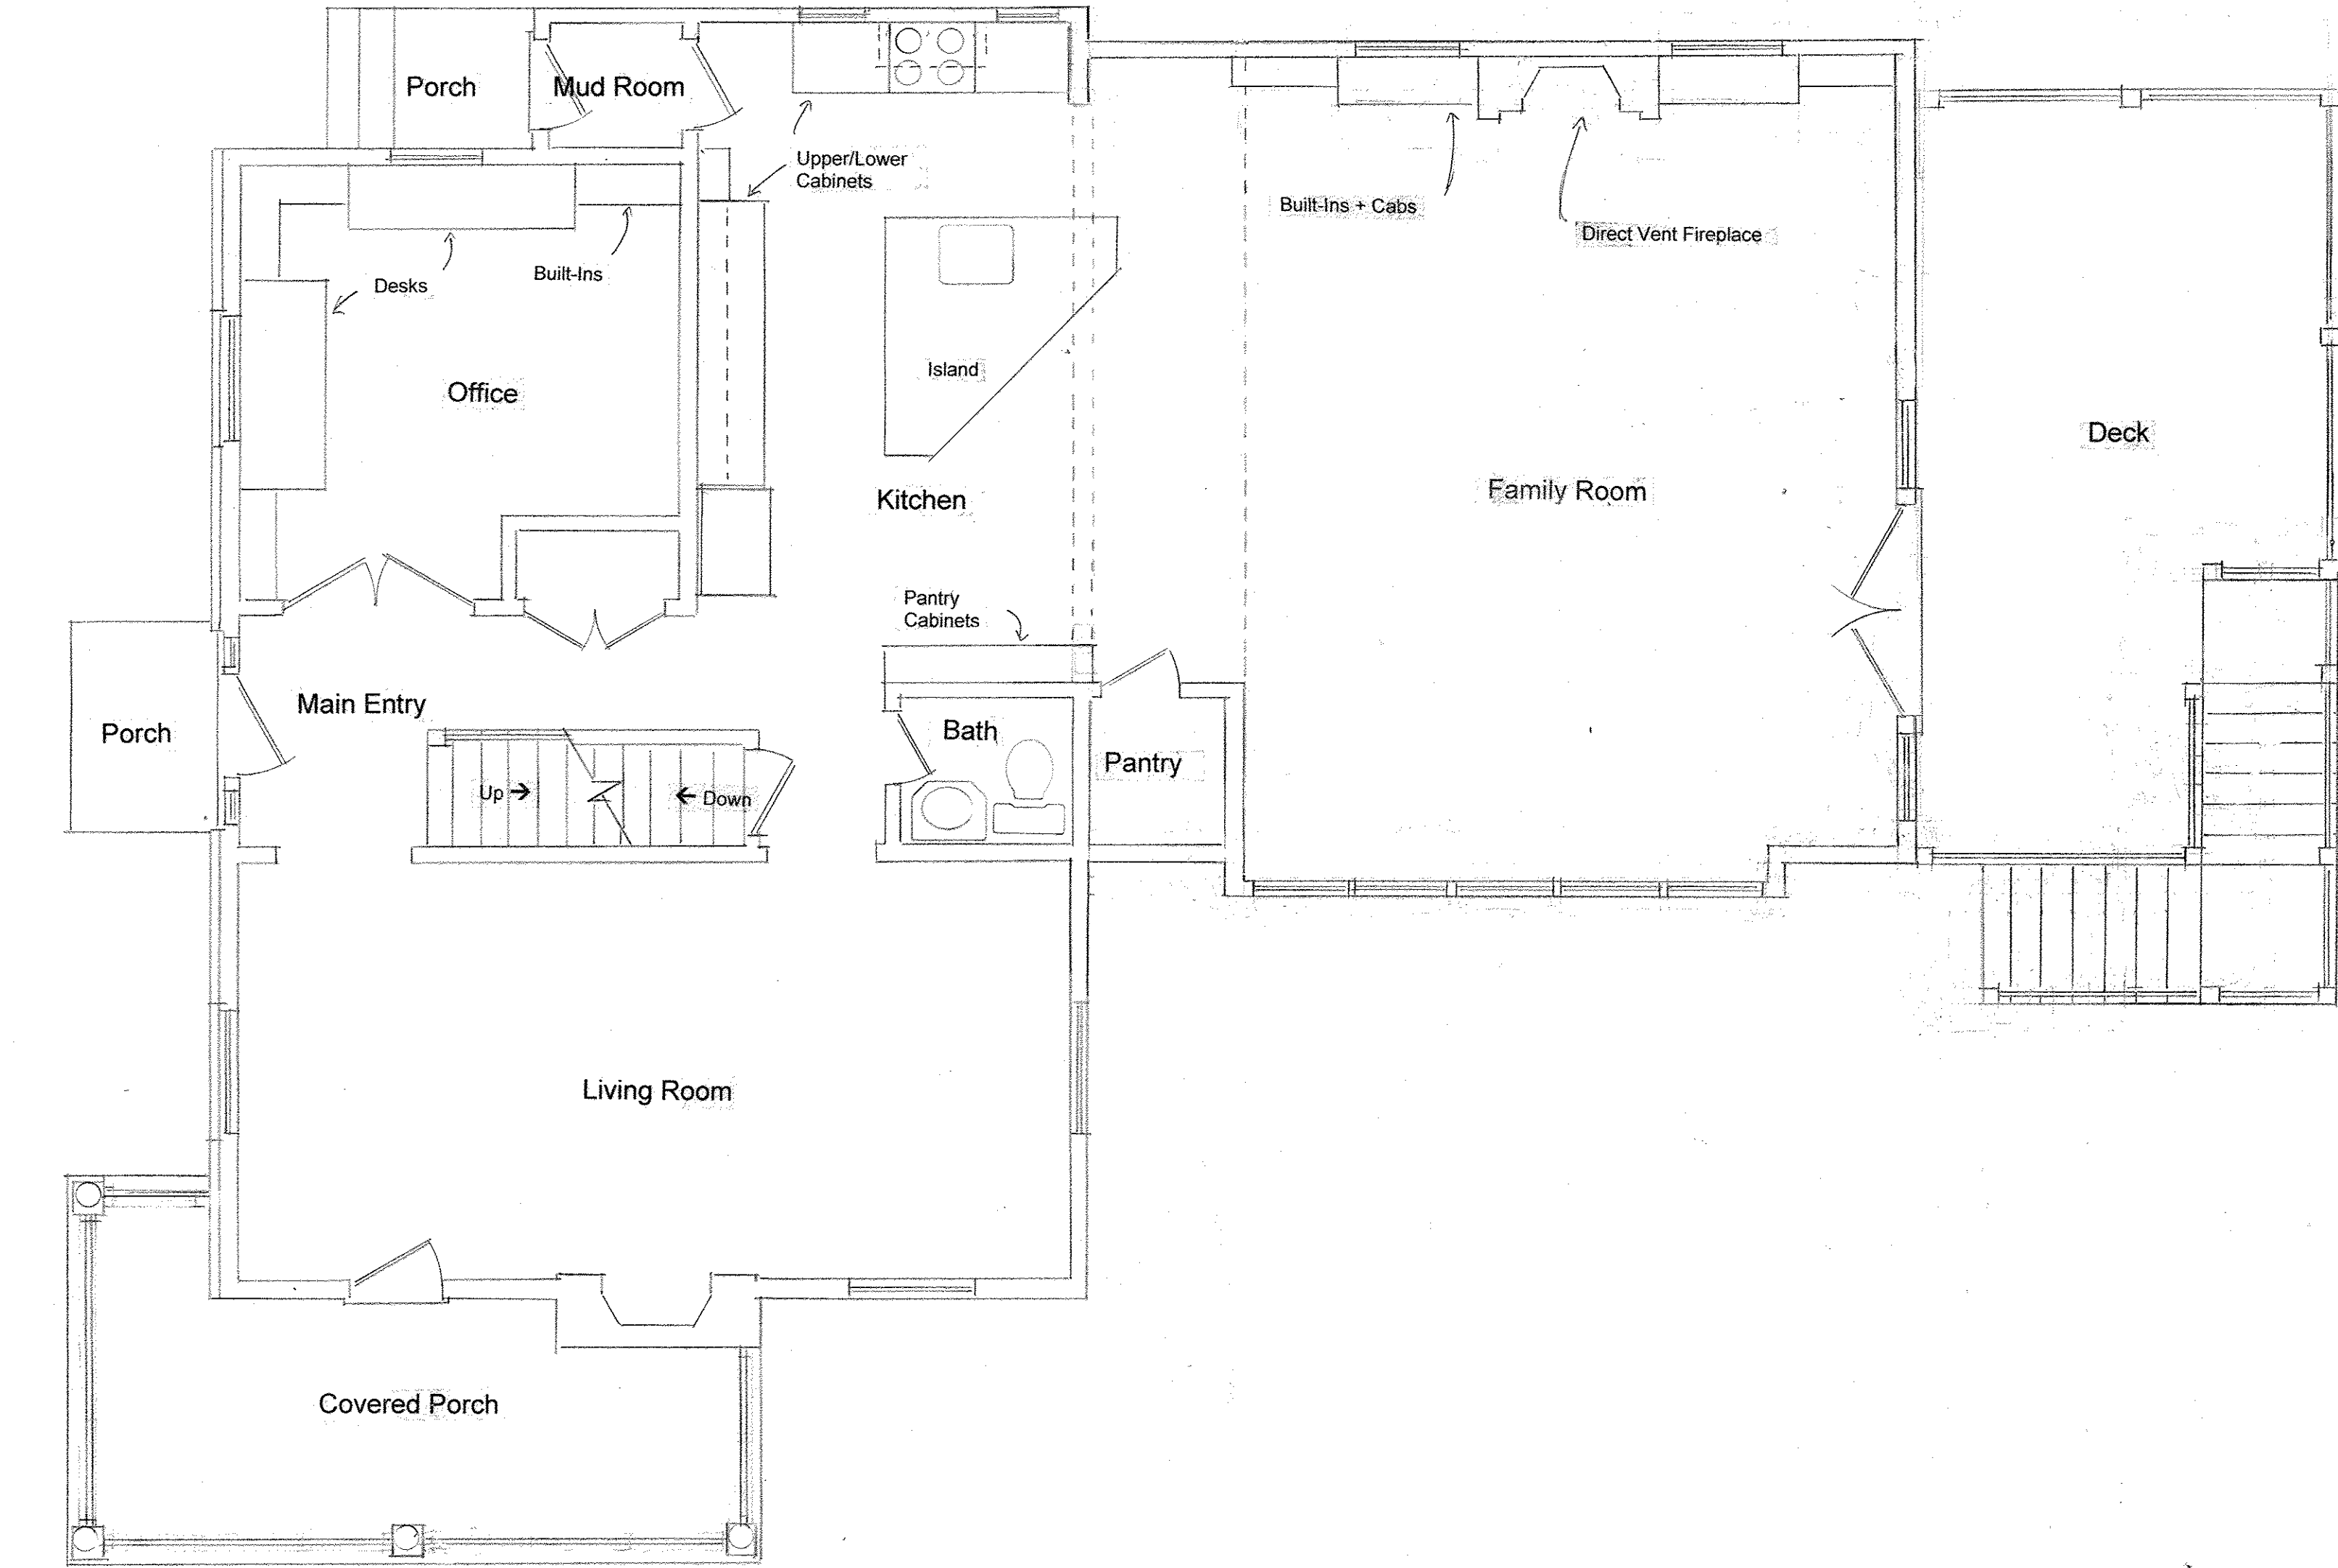 Porch
Mud Room
Upper/Lower
Cabinets
Built-Ins + Cabs
Direct Vent Fireplace
Desks
Built-Ins
Office
Island
Deck
Kitchen
Family Room
Pantry
Cabinets
Main Entry
Porch
Bath
Pantry
Up →
← Down
Living Room
Covered Porch